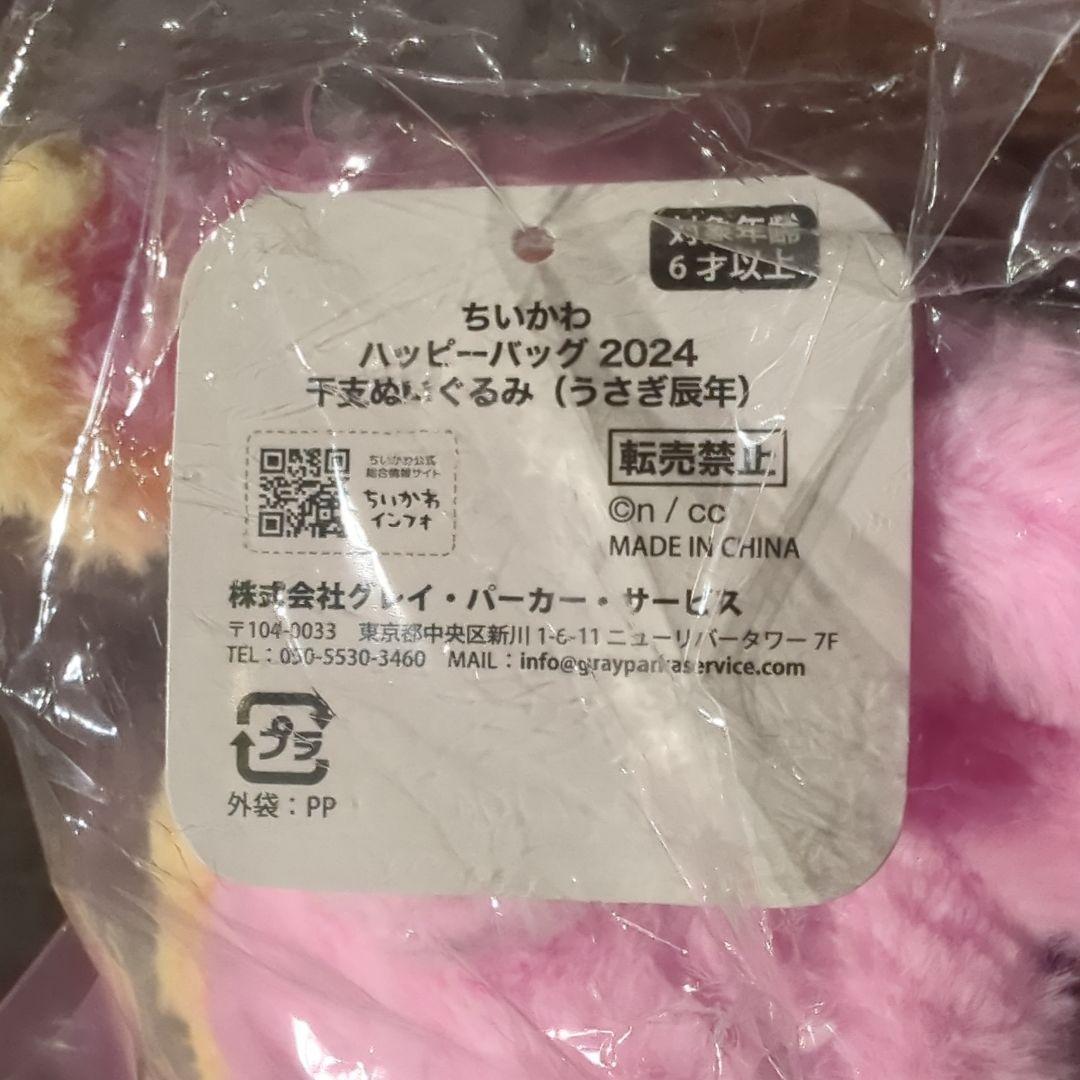 対象年齢
6才以上
ちいかわ
ハッピーバッグ 2024
干支ぬいぐるみ（うさぎ辰年）
ちいかわ公式
総合情報サイト
ちいかわ
インフォ
転売禁止
©n / cc
MADE IN CHINA
株式会社グレイ・パーカー・サービス
〒104-0033 東京都中央区新川 1-6-11 ニューリバータワー 7F
TEL：050-5530-3460 MAIL：info@grayparkaservice.com
プラ
外袋：PP